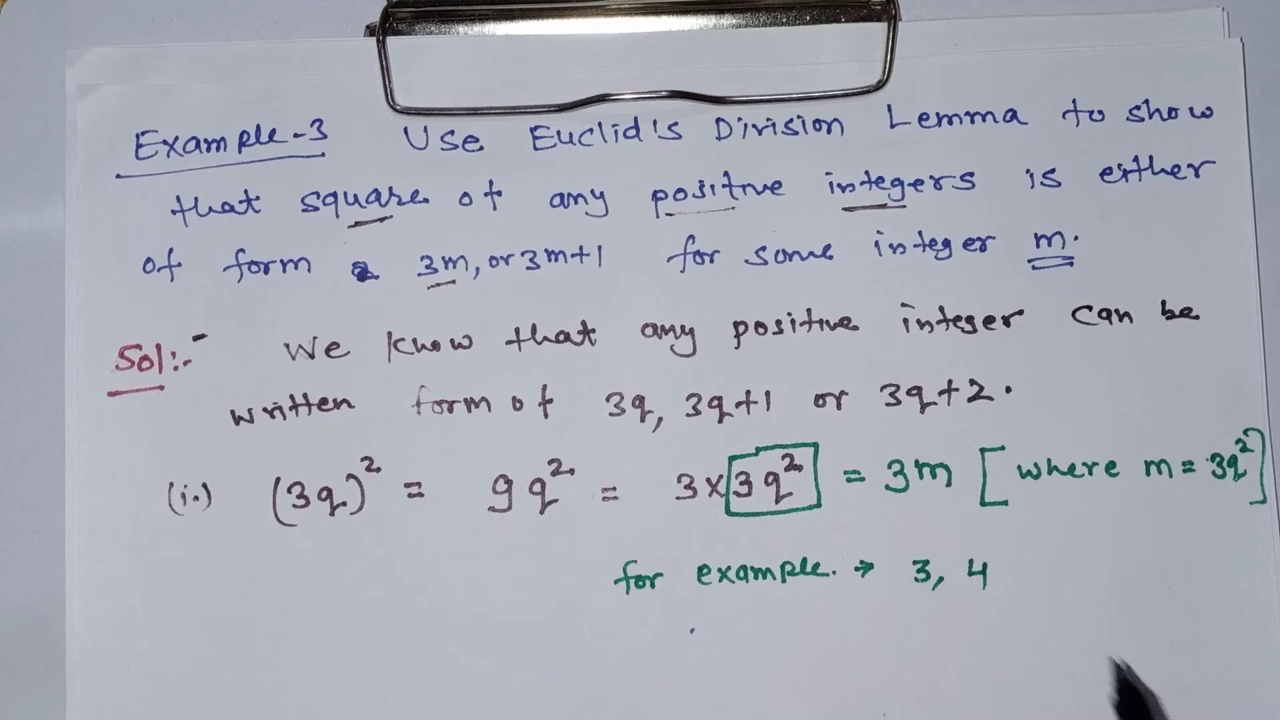 Example-3 Use Euclid's Division Lemma to show
that square of any positive integers is either
of form 3m, or 3m+1 for some integer m.
Sol:- We know that any positive integer can be
written form of 3q, 3q+1 or 3q+2.
(i.) (3q)² = 9q² = 3×3q² = 3m [where m = 3q²]
for example. → 3, 4